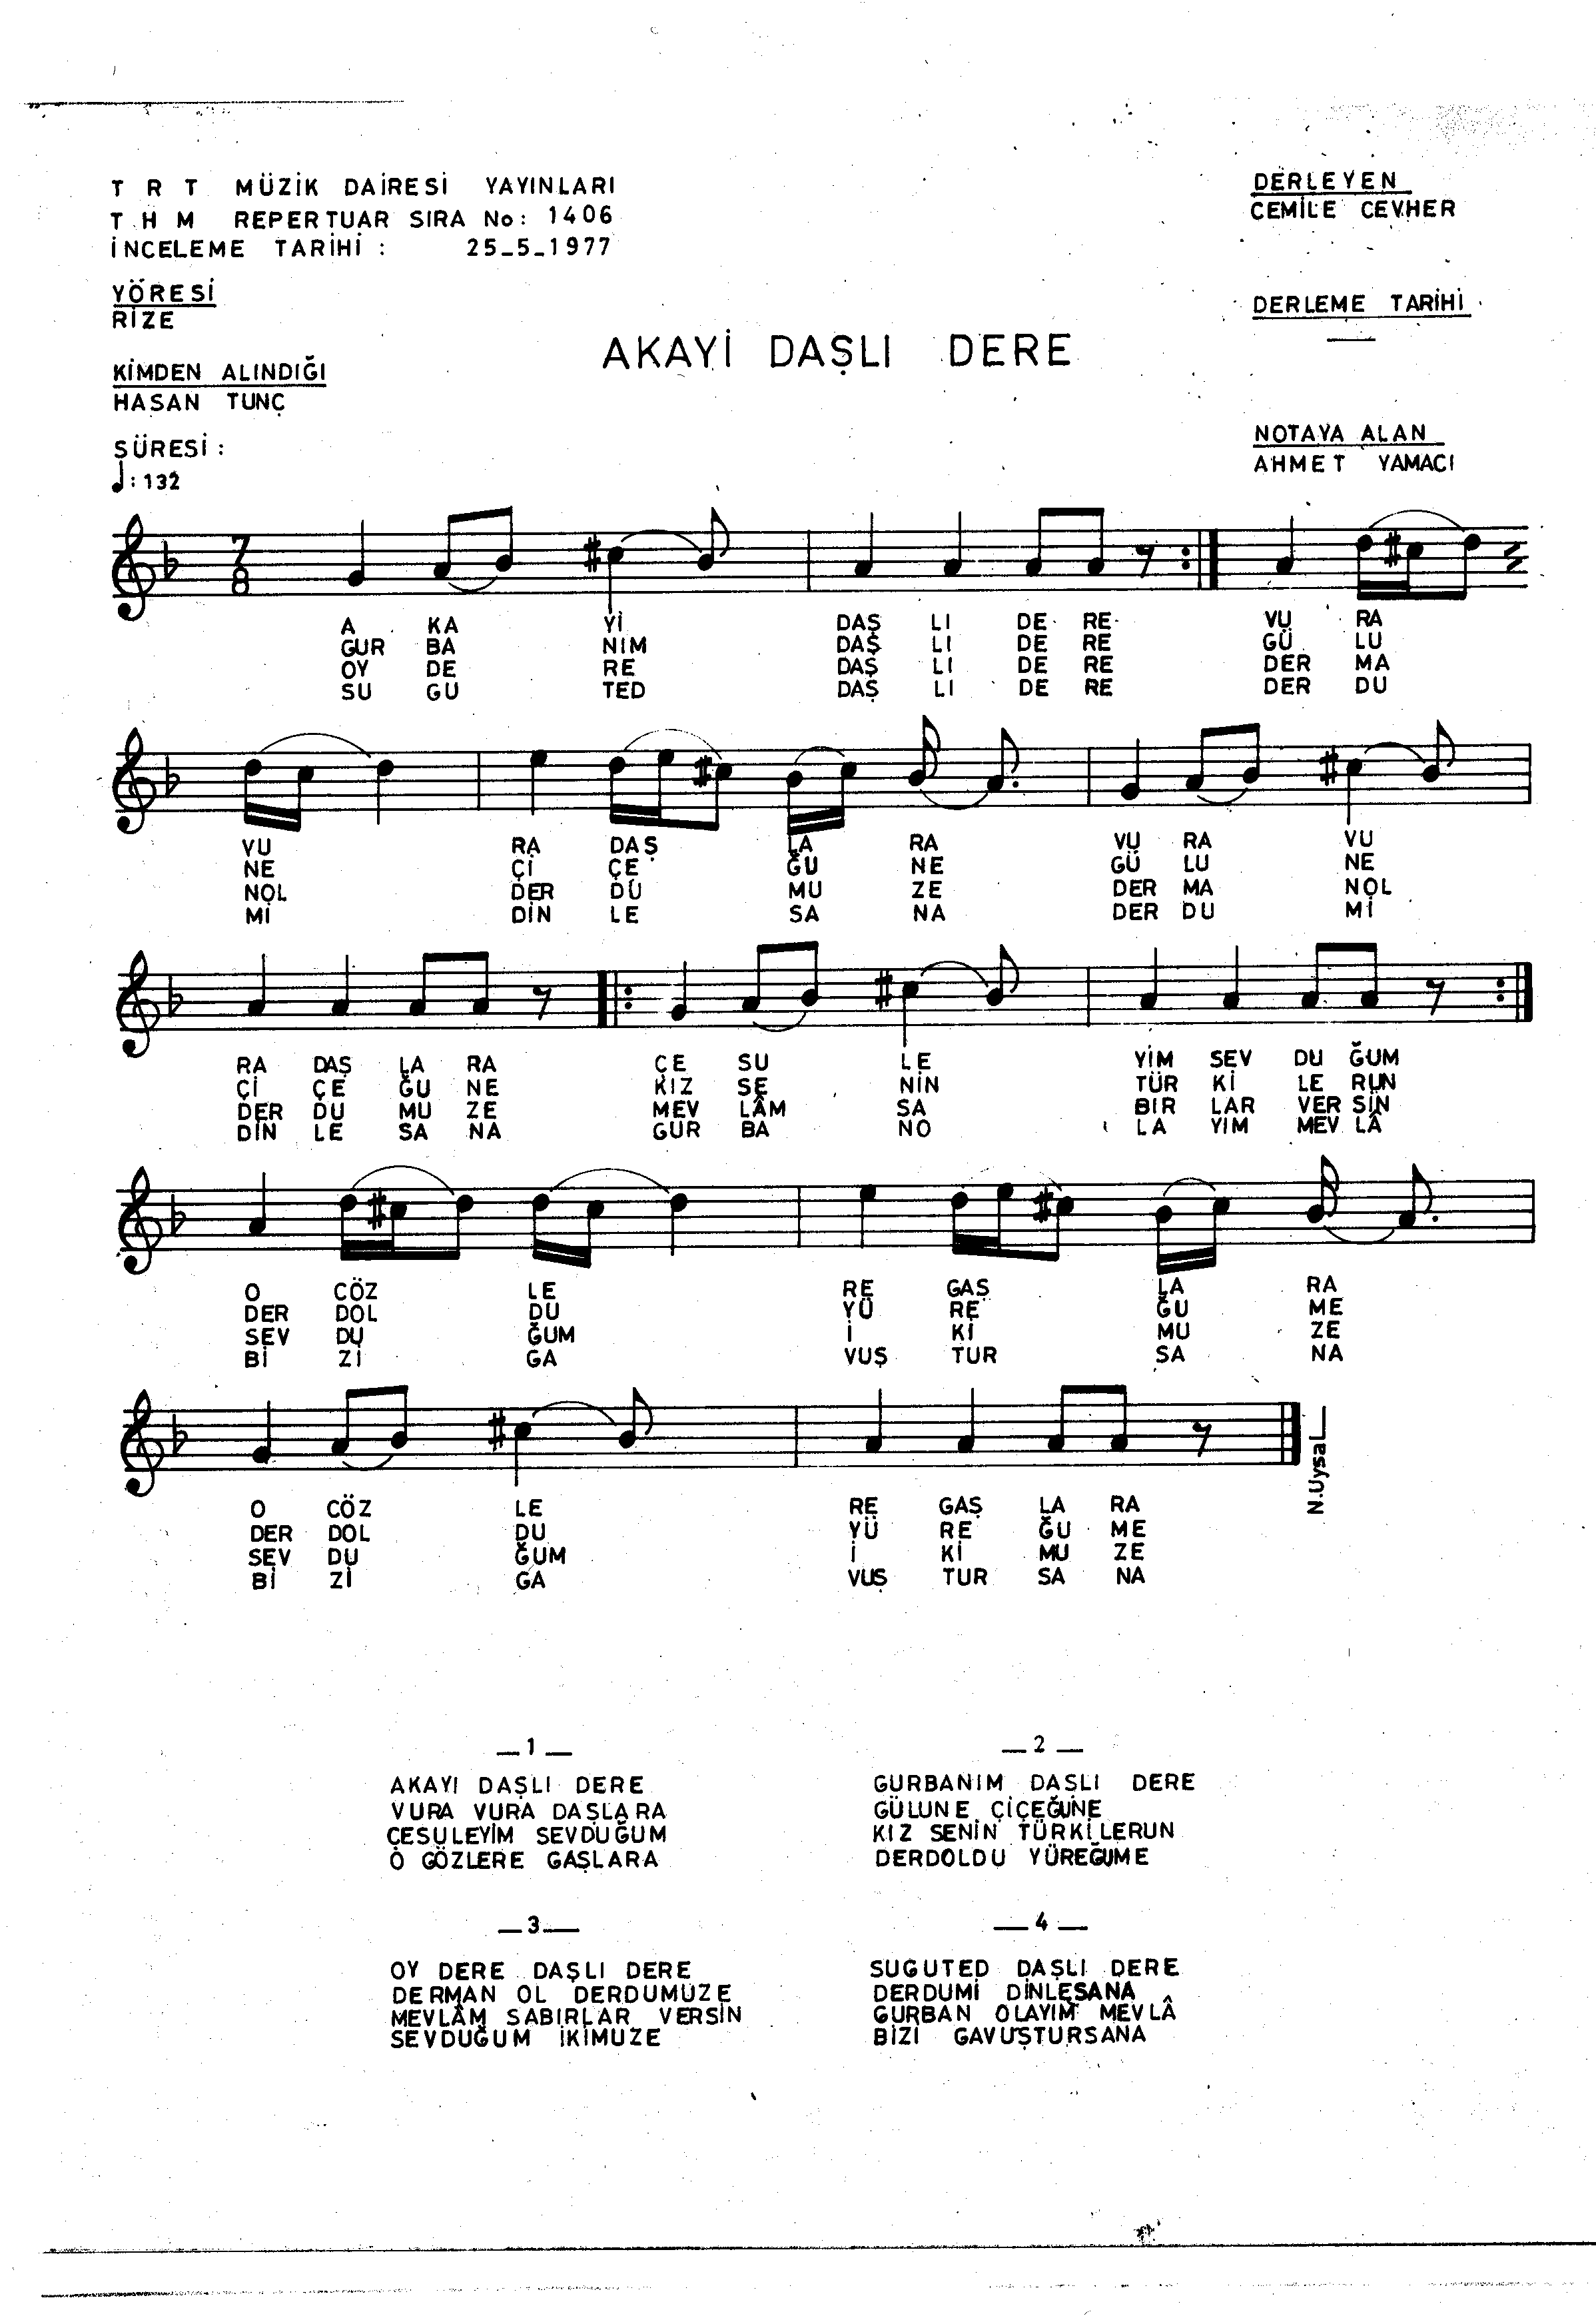 T R T MÜZİK DAİRESİ YAYINLARI
T H M REPERTUAR SIRA No: 1406
İNCELEME TARİHİ : 25_5_1977
DERLEYEN
CEMİLE CEVHER
YÖRESİ
RİZE
DERLEME TARİHİ
AKAYİ DAŞLI DERE
KİMDEN ALINDIĞI
HASAN TUNÇ
NOTAYA ALAN
AHMET YAMACI
SÜRESİ :
♩: 132
7
8
A KA Yİ DAŞ LI DE RE VU RA
GUR BA NIM DAŞ LI DE RE GÜ LU
OY DE RE DAŞ LI DE RE DER MA
SU GU TED DAŞ LI DE RE DER DU
VU RA DAŞ LA RA VU RA VU
NE Çİ ÇE ĞU NE GÜ LU NE
NOL DER DU MU ZE DER MA NOL
Mİ DİN LE SA NA DER DU Mİ
RA DAŞ LA RA ÇE SU LE YİM SEV DU ĞUM
Çİ ÇE ĞU NE KIZ SE NİN TÜR Kİ LE RUN
DER DU MU ZE MEV LÂM SA BIR LAR VER SİN
DİN LE SA NA GUR BA NO LA YIM MEV LÂ
O CÖZ LE RE GAŞ LA RA
DER DOL DU YÜ RE ĞU ME
SEV DU ĞUM İ Kİ MU ZE
Bİ Zİ GA VUŞ TUR SA NA
O CÖZ LE RE GAŞ LA RA
DER DOL DU YÜ RE ĞU ME
SEV DU ĞUM İ Kİ MU ZE
Bİ Zİ GA VUŞ TUR SA NA
N.Uysal
_1_
AKAYI DAŞLI DERE
VURA VURA DAŞLARA
ÇESULEYİM SEVDUĞUM
O GÖZLERE GAŞLARA
_2_
GURBANIM DAŞLI DERE
GÜLUNE ÇİÇEĞUNE
KIZ SENİN TÜRKİLERUN
DERDOLDU YÜREĞUME
_3_
OY DERE DAŞLI DERE
DERMAN OL DERDUMUZE
MEVLÂM SABIRLAR VERSİN
SEVDUĞUM İKİMUZE
_4_
SUGUTED DAŞLI DERE
DERDUMİ DİNLESANA
GURBAN OLAYIM MEVLÂ
BİZİ GAVUŞTURSANA